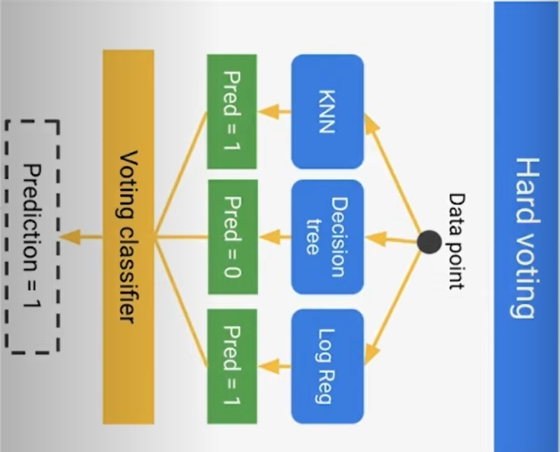 Hard voting
Data point
KNN
Decision
tree
Log Reg
Pred = 1
Pred = 0
Pred = 1
Voting classifier
Prediction = 1